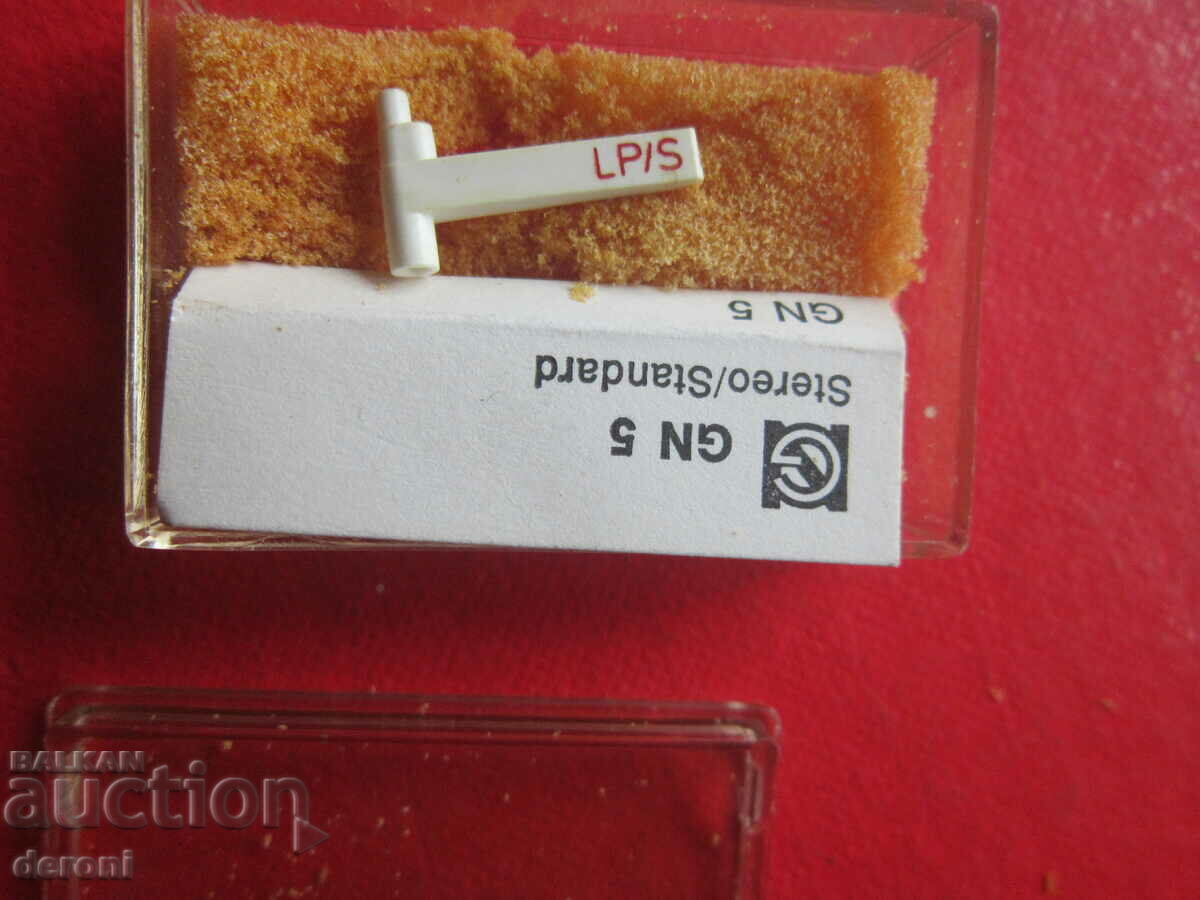 LP/S
GN 5
Stereo/Standard
GN 5
BALKAN
auction
deroni